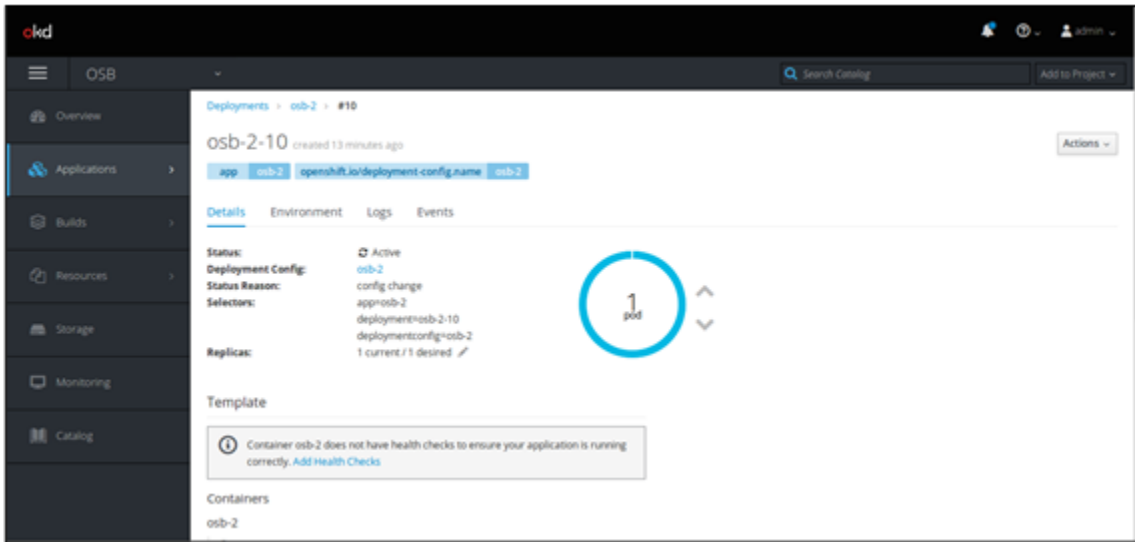 okd
admin
OSB
Search Catalog
Add to Project
Overview
Applications
Builds
Resources
Storage
Monitoring
Catalog
Deployments > osb-2 > #10
osb-2-10 created 13 minutes ago
Actions
app osb-2 openshift.io/deployment-config.name osb-2
Details Environment Logs Events
Status: Active
Deployment Config: osb-2
Status Reason: config change
Selectors: app=osb-2
deployment=osb-2-10
deploymentconfig=osb-2
Replicas: 1 current / 1 desired
1
pod
Template
Container osb-2 does not have health checks to ensure your application is running
correctly. Add Health Checks
Containers
osb-2